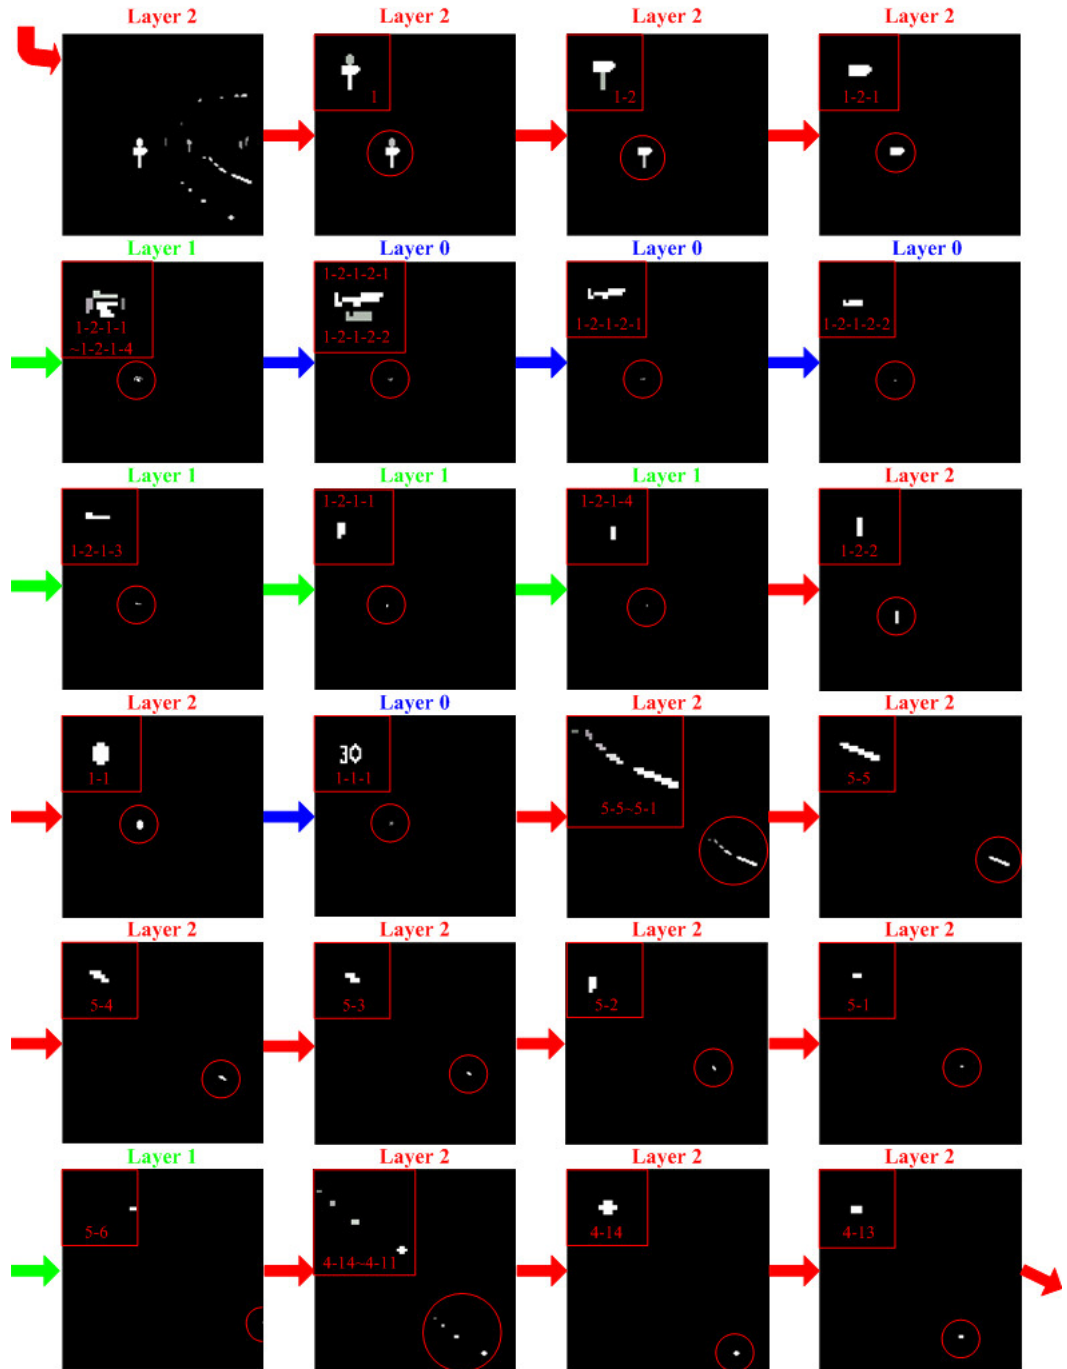 Layer 2
Layer 2
Layer 2
Layer 2
1
1-2
1-2-1
Layer 1
Layer 0
Layer 0
Layer 0
1-2-1-1
~1-2-1-4
1-2-1-2-1
1-2-1-2-2
1-2-1-2-1
1-2-1-2-2
Layer 1
Layer 1
Layer 1
Layer 2
1-2-1-3
1-2-1-1
1-2-1-4
1-2-2
Layer 2
Layer 0
Layer 2
Layer 2
1-1
30
1-1-1
5-5~5-1
5-5
Layer 2
Layer 2
Layer 2
Layer 2
5-4
5-3
5-2
5-1
Layer 1
Layer 2
Layer 2
Layer 2
5-6
4-14~4-11
4-14
4-13